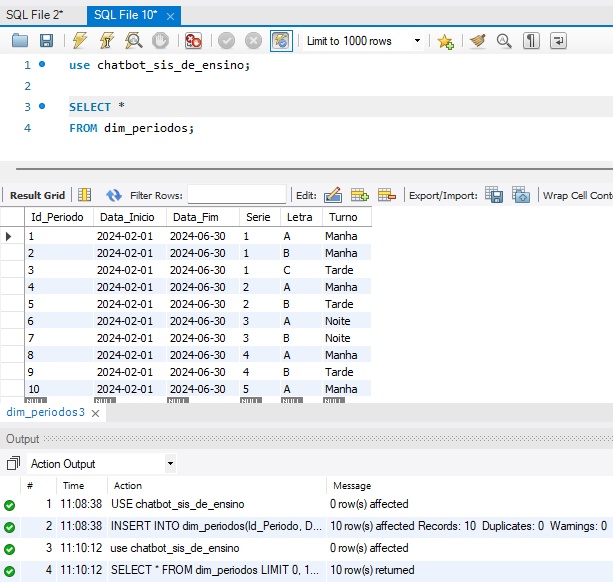 SQL File 2* SQL File 10* ×
Limit to 1000 rows
1 use chatbot_sis_de_ensino;
2
3 SELECT *
4 FROM dim_periodos;
Result Grid Filter Rows: Edit: Export/Import: Wrap Cell Cont
Id_Periodo Data_Inicio Data_Fim Serie Letra Turno
1 2024-02-01 2024-06-30 1 A Manha
2 2024-02-01 2024-06-30 1 B Manha
3 2024-02-01 2024-06-30 1 C Tarde
4 2024-02-01 2024-06-30 2 A Manha
5 2024-02-01 2024-06-30 2 B Tarde
6 2024-02-01 2024-06-30 3 A Noite
7 2024-02-01 2024-06-30 3 B Noite
8 2024-02-01 2024-06-30 4 A Manha
9 2024-02-01 2024-06-30 4 B Tarde
10 2024-02-01 2024-06-30 5 A Manha
NULL NULL NULL NULL NULL NULL
dim_periodos3 ×
Output
Action Output
# Time Action Message
1 11:08:38 USE chatbot_sis_de_ensino 0 row(s) affected
2 11:08:38 INSERT INTO dim_periodos(Id_Periodo, D... 10 row(s) affected Records: 10 Duplicates: 0 Warnings: 0
3 11:10:12 use chatbot_sis_de_ensino 0 row(s) affected
4 11:10:12 SELECT * FROM dim_periodos LIMIT 0, 1... 10 row(s) returned